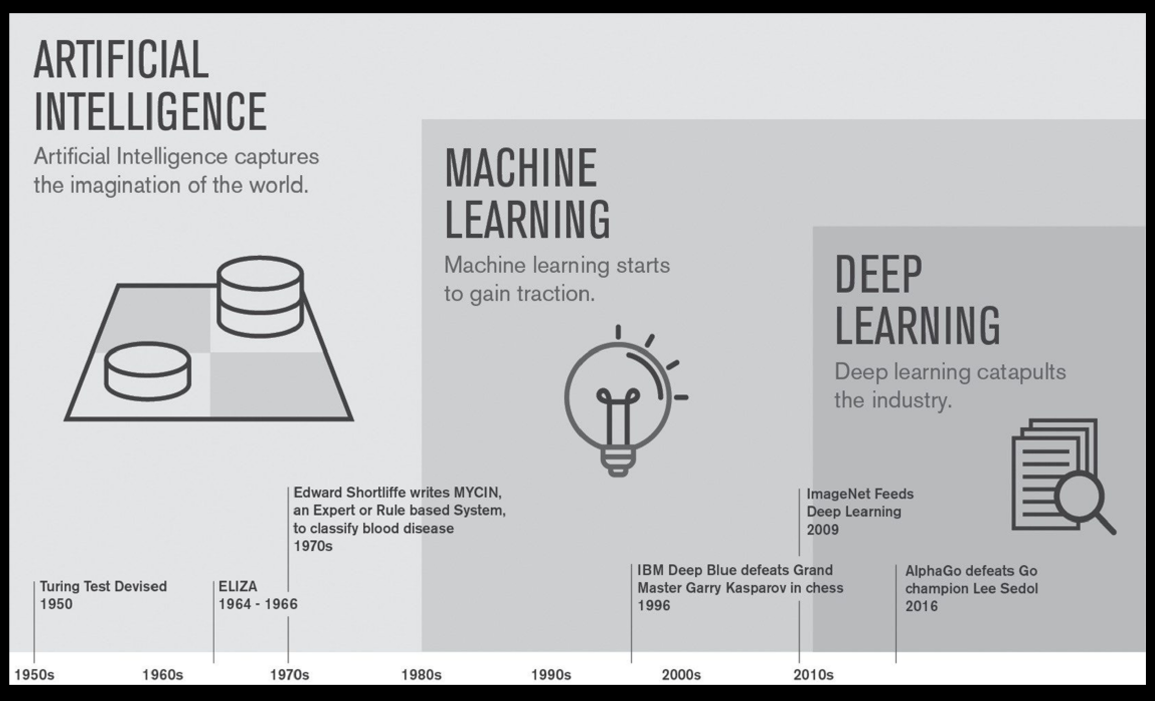 ARTIFICIAL
INTELLIGENCE
Artificial Intelligence captures
the imagination of the world.
MACHINE
LEARNING
Machine learning starts
to gain traction.
DEEP
LEARNING
Deep learning catapults
the industry.
Edward Shortliffe writes MYCIN,
an Expert or Rule based System,
to classify blood disease
1970s
ImageNet Feeds
Deep Learning
2009
Turing Test Devised
1950
ELIZA
1964 - 1966
IBM Deep Blue defeats Grand
Master Garry Kasparov in chess
1996
AlphaGo defeats Go
champion Lee Sedol
2016
1950s
1960s
1970s
1980s
1990s
2000s
2010s